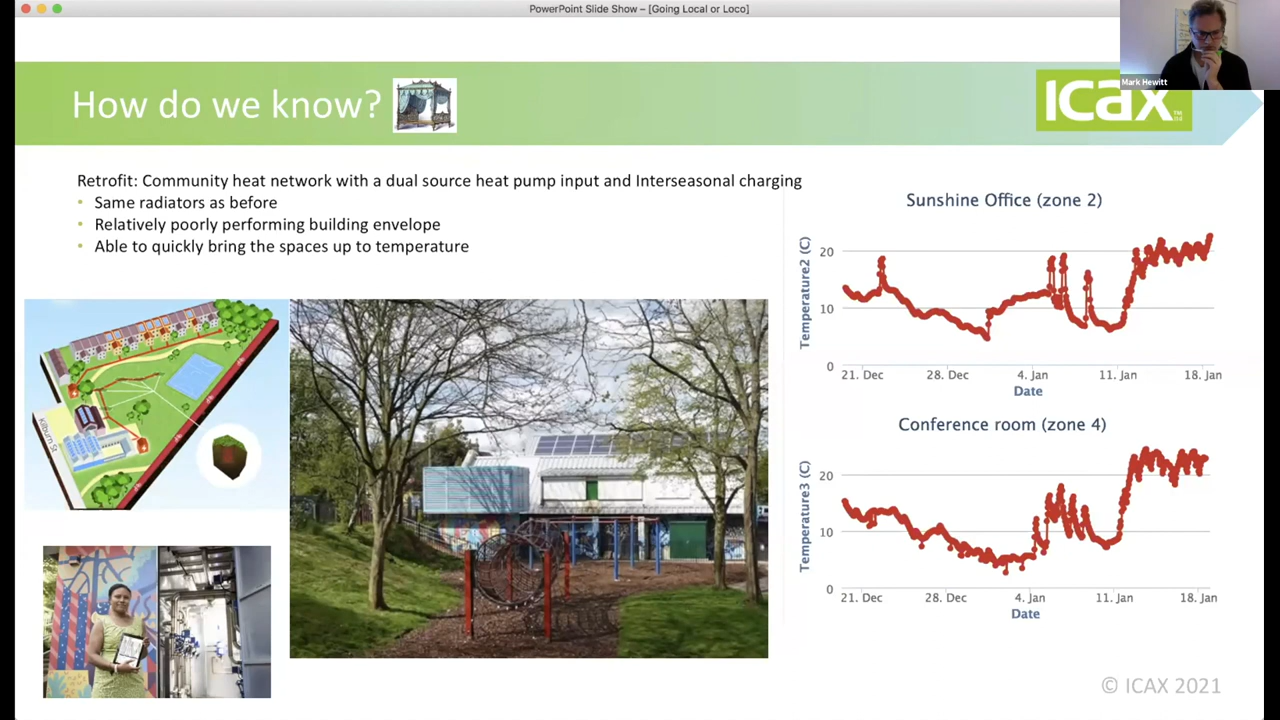 PowerPoint Slide Show – [Going Local or Loco]
Mark Hewitt
How do we know?
ICAX
Retrofit: Community heat network with a dual source heat pump input and Interseasonal charging
• Same radiators as before
• Relatively poorly performing building envelope
• Able to quickly bring the spaces up to temperature
Kilburn St
Sunshine Office (zone 2)
Temperature2 (C)
20
10
0
21. Dec
28. Dec
4. Jan
11. Jan
18. Jan
Date
Conference room (zone 4)
Temperature3 (C)
20
10
0
21. Dec
28. Dec
4. Jan
11. Jan
18. Jan
Date
© ICAX 2021